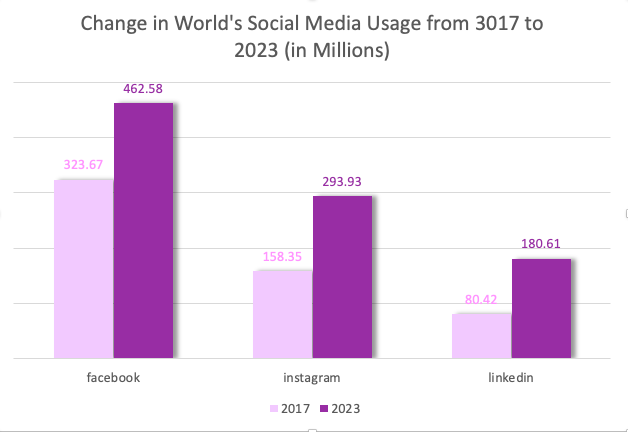 Change in World's Social Media Usage from 3017 to
2023 (in Millions)
462.58
323.67
293.93
158.35
180.61
80.42
facebook instagram linkedin
2017 2023